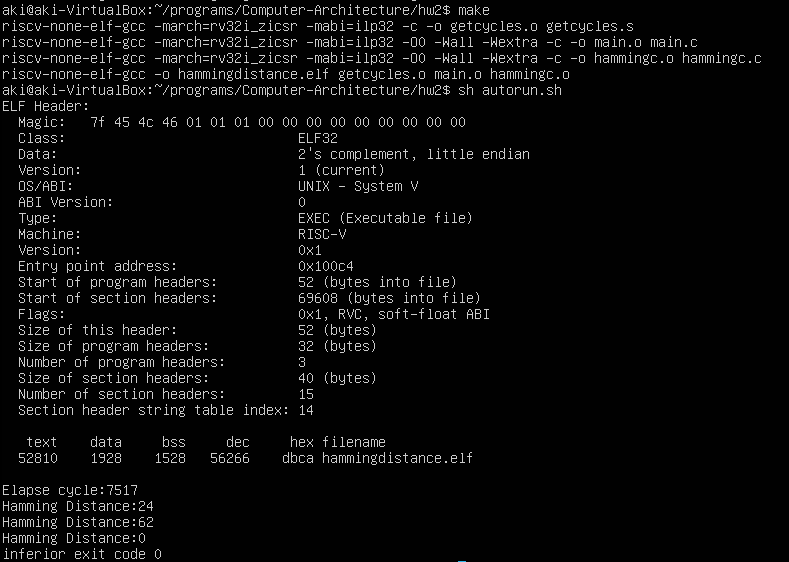 aki@aki-VirtualBox:~/programs/Computer-Architecture/hw2$ make
riscv-none-elf-gcc -march=rv32i_zicsr -mabi=ilp32 -c -o getcycles.o getcycles.s
riscv-none-elf-gcc -march=rv32i_zicsr -mabi=ilp32 -O0 -Wall -Wextra -c -o main.o main.c
riscv-none-elf-gcc -march=rv32i_zicsr -mabi=ilp32 -O0 -Wall -Wextra -c -o hammingc.o hammingc.c
riscv-none-elf-gcc -o hammingdistance.elf getcycles.o main.o hammingc.o
aki@aki-VirtualBox:~/programs/Computer-Architecture/hw2$ sh autorun.sh
ELF Header:
  Magic:   7f 45 4c 46 01 01 01 00 00 00 00 00 00 00 00 00
  Class:                             ELF32
  Data:                              2's complement, little endian
  Version:                           1 (current)
  OS/ABI:                            UNIX - System V
  ABI Version:                       0
  Type:                              EXEC (Executable file)
  Machine:                           RISC-V
  Version:                           0x1
  Entry point address:               0x100c4
  Start of program headers:          52 (bytes into file)
  Start of section headers:          69608 (bytes into file)
  Flags:                             0x1, RVC, soft-float ABI
  Size of this header:               52 (bytes)
  Size of program headers:           32 (bytes)
  Number of program headers:         3
  Size of section headers:           40 (bytes)
  Number of section headers:         15
  Section header string table index: 14
   text    data     bss     dec     hex filename
  52810    1928    1528   56266    dbca hammingdistance.elf
Elapse cycle:7517
Hamming Distance:24
Hamming Distance:62
Hamming Distance:0
inferior exit code 0